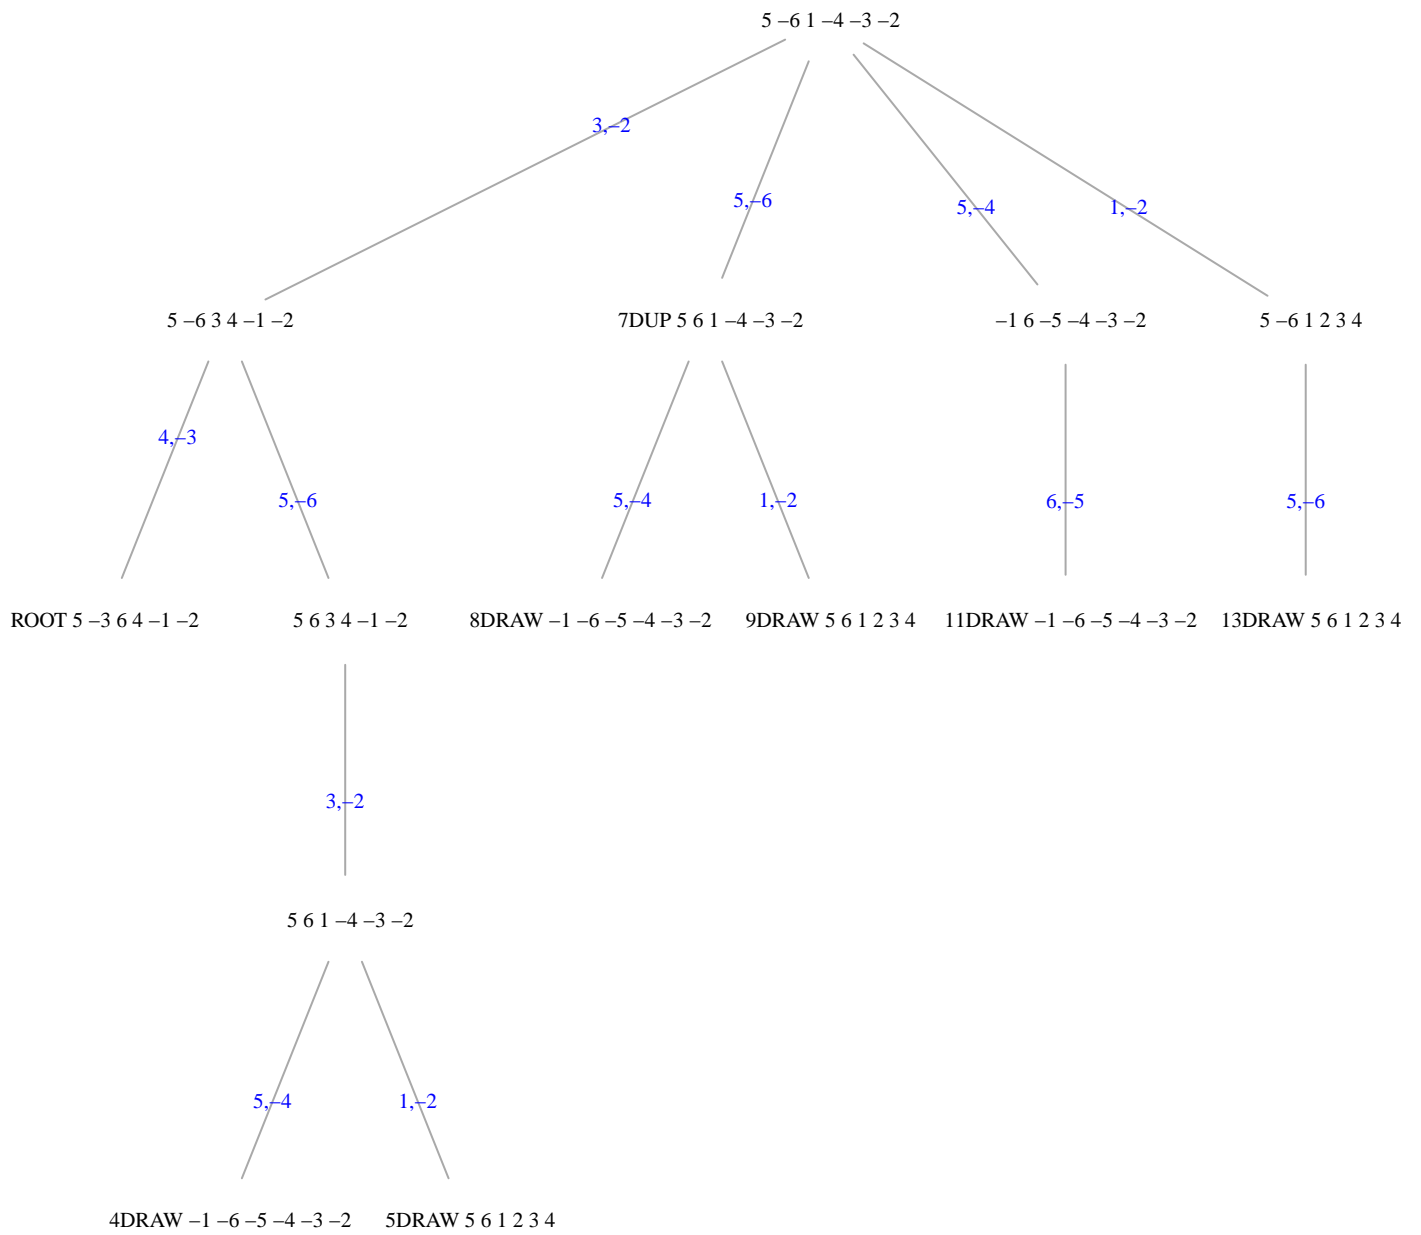 5 –6 1 –4 –3 –2
3,–2
5,–6
5,–4
1,–2
5 –6 3 4 –1 –2
7DUP 5 6 1 –4 –3 –2
–1 6 –5 –4 –3 –2
5 –6 1 2 3 4
4,–3
5,–6
5,–4
1,–2
6,–5
5,–6
ROOT 5 –3 6 4 –1 –2
5 6 3 4 –1 –2
8DRAW –1 –6 –5 –4 –3 –2
9DRAW 5 6 1 2 3 4
11DRAW –1 –6 –5 –4 –3 –2
13DRAW 5 6 1 2 3 4
3,–2
5 6 1 –4 –3 –2
5,–4
1,–2
4DRAW –1 –6 –5 –4 –3 –2
5DRAW 5 6 1 2 3 4